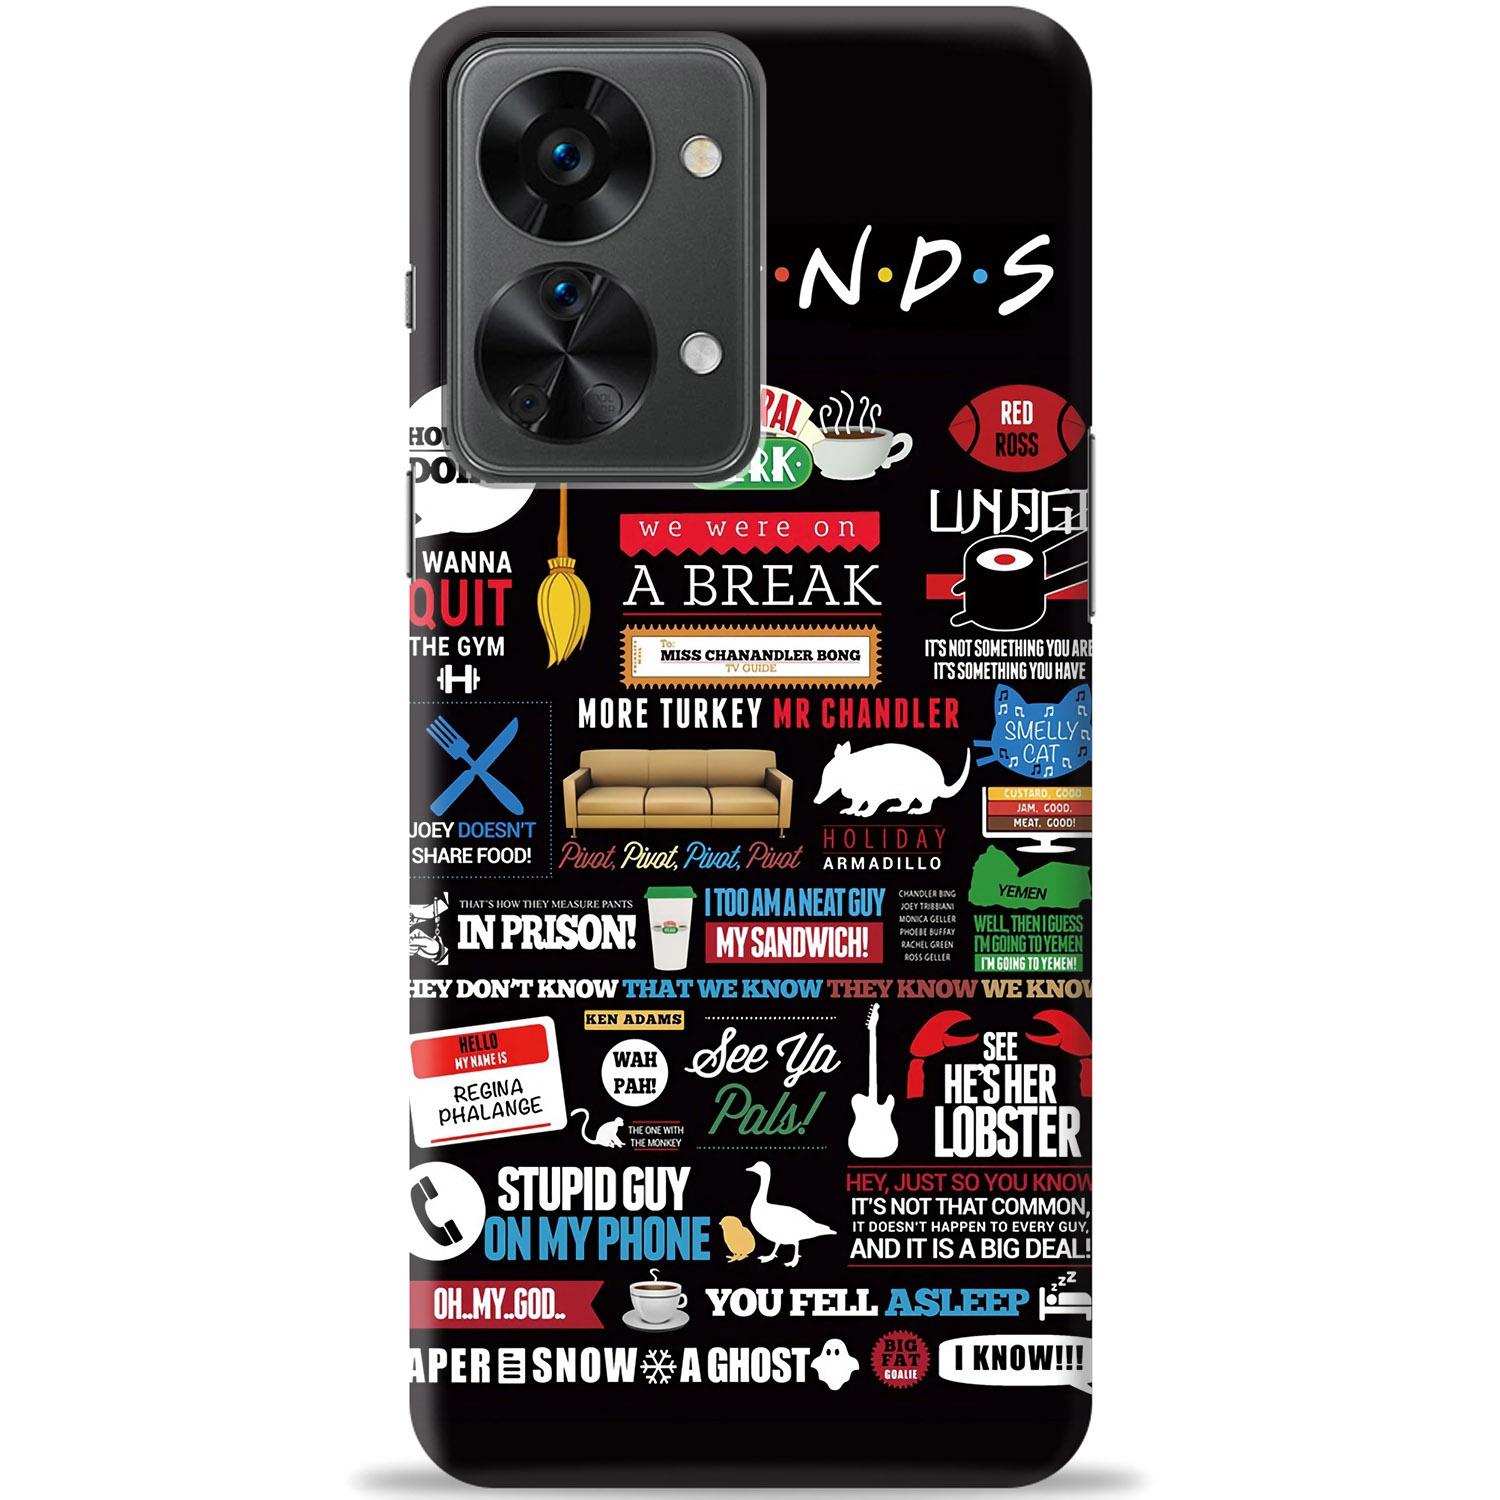 ·N·D·S
RAL
RK·
RED
ROSS
HOW
DOIN
UNAGI
we were on
A BREAK
WANNA
QUIT
THE GYM
To:
MISS CHANANDLER BONG
TV GUIDE
IT'S NOT SOMETHING YOU ARE
IT'S SOMETHING YOU HAVE
MORE TURKEY MR CHANDLER
SMELLY
CAT
CUSTARD, GOOD.
JAM, GOOD.
MEAT, GOOD!
JOEY DOESN'T
SHARE FOOD!
Pivot, Pivot, Pivot, Pivot
HOLIDAY
ARMADILLO
YEMEN
THAT'S HOW THEY MEASURE PANTS
IN PRISON!
I TOO AM A NEAT GUY
MY SANDWICH!
CHANDLER BING
JOEY TRIBBIANI
MONICA GELLER
PHOEBE BUFFAY
RACHEL GREEN
ROSS GELLER
WELL, THEN I GUESS
I'M GOING TO YEMEN
I'M GOING TO YEMEN!
HEY DON'T KNOW THAT WE KNOW THEY KNOW WE KNOW
KEN ADAMS
HELLO
MY NAME IS
REGINA
PHALANGE
WAH
PAH!
See Ya
Pals!
SEE
HE'S HER
LOBSTER
THE ONE WITH
THE MONKEY
STUPID GUY
ON MY PHONE
HEY, JUST SO YOU KNOW
IT'S NOT THAT COMMON,
IT DOESN'T HAPPEN TO EVERY GUY,
AND IT IS A BIG DEAL!
OH..MY..GOD..
YOU FELL ASLEEP
zzZ
APER SNOW A GHOST
BIG
FAT
GOALIE
I KNOW!!!